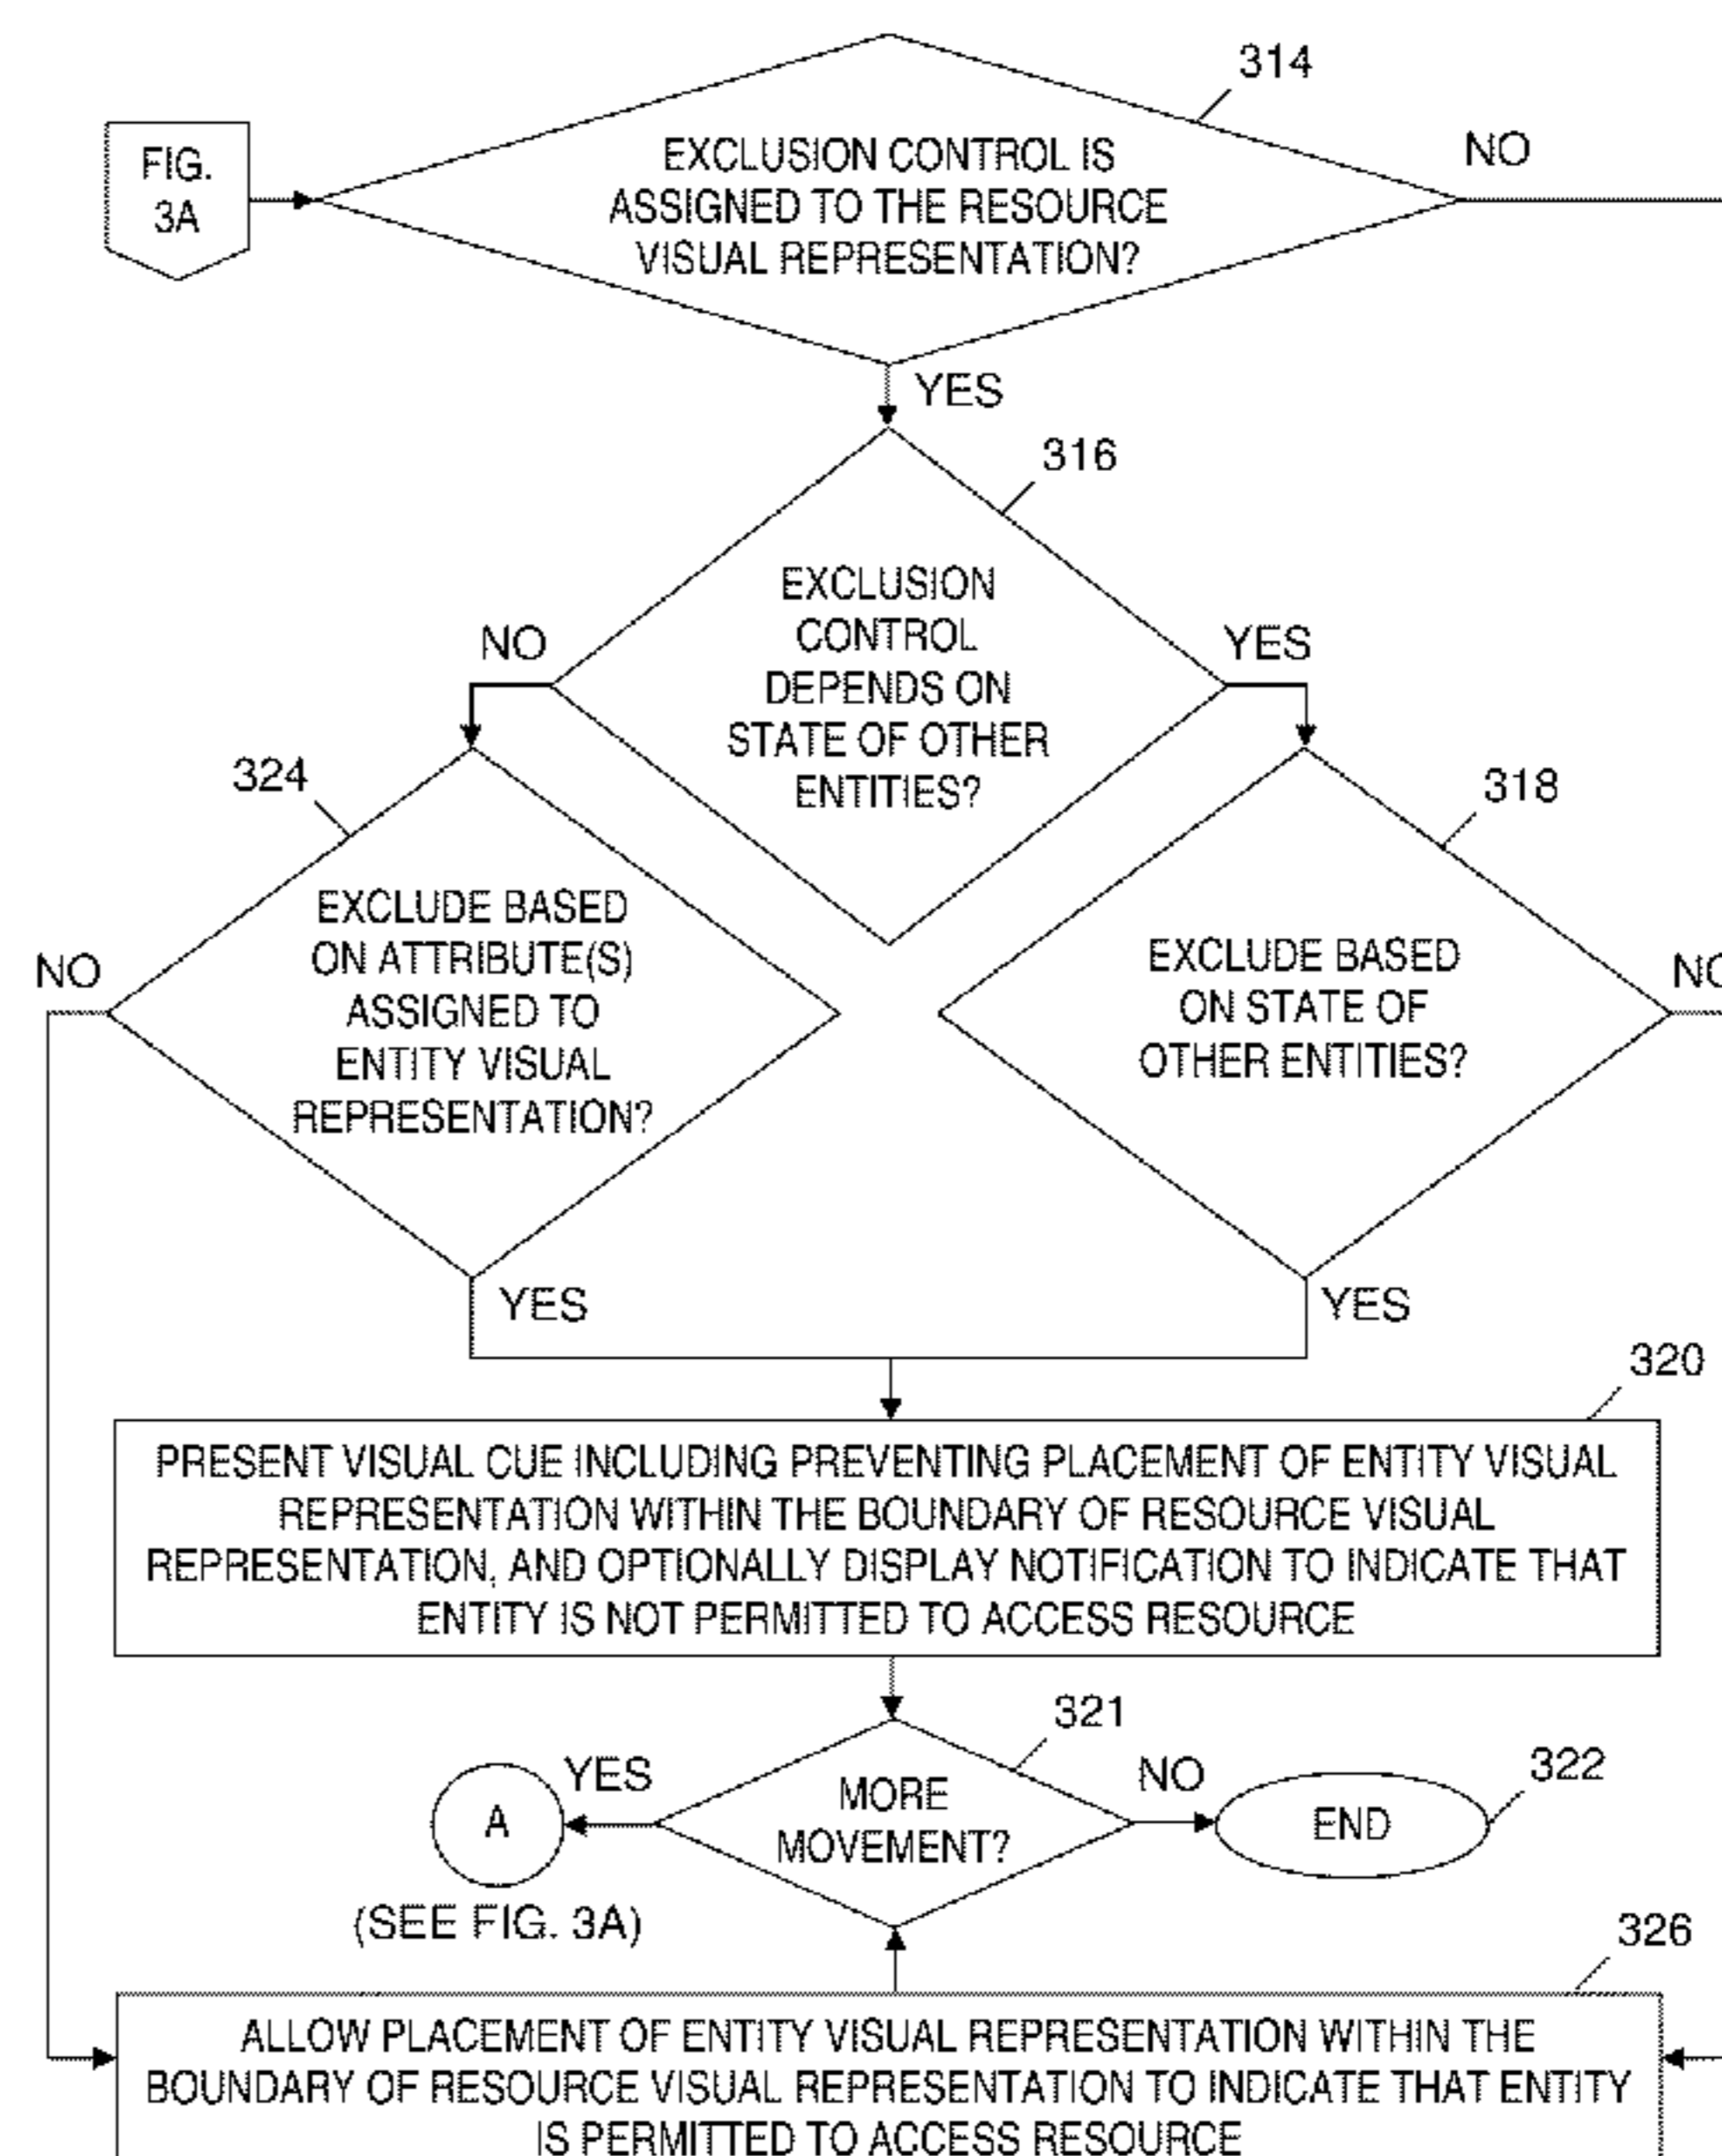 314
FIG.
3A
EXCLUSION CONTROL IS
ASSIGNED TO THE RESOURCE
VISUAL REPRESENTATION?
NO
YES
316
EXCLUSION
CONTROL
DEPENDS ON
STATE OF OTHER
ENTITIES?
NO
YES
324
318
EXCLUDE BASED
ON ATTRIBUTE(S)
ASSIGNED TO
ENTITY VISUAL
REPRESENTATION?
NO
EXCLUDE BASED
ON STATE OF
OTHER ENTITIES?
NO
YES
YES
320
PRESENT VISUAL CUE INCLUDING PREVENTING PLACEMENT OF ENTITY VISUAL
REPRESENTATION WITHIN THE BOUNDARY OF RESOURCE VISUAL
REPRESENTATION, AND OPTIONALLY DISPLAY NOTIFICATION TO INDICATE THAT
ENTITY IS NOT PERMITTED TO ACCESS RESOURCE
321
YES
MORE
MOVEMENT?
NO
322
A
END
(SEE FIG. 3A)
326
ALLOW PLACEMENT OF ENTITY VISUAL REPRESENTATION WITHIN THE
BOUNDARY OF RESOURCE VISUAL REPRESENTATION TO INDICATE THAT ENTITY
IS PERMITTED TO ACCESS RESOURCE